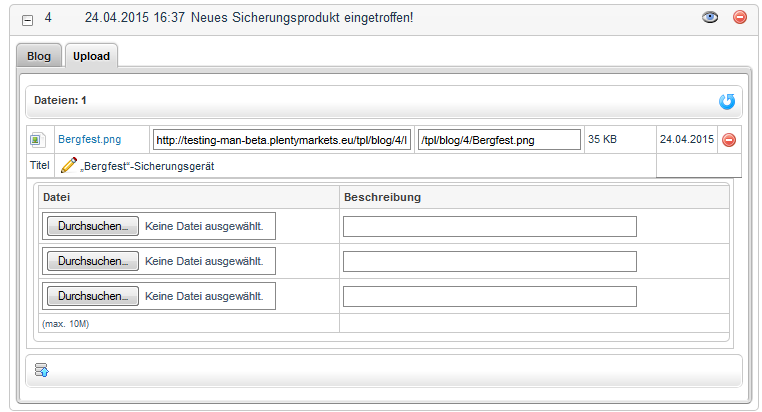 4 24.04.2015 16:37 Neues Sicherungsprodukt eingetroffen!
Blog Upload
Dateien: 1
Bergfest.png http://testing-man-beta.plentymarkets.eu/tpl/blog/4/ /tpl/blog/4/Bergfest.png 35 KB 24.04.2015
Titel „Bergfest“-Sicherungsgerät
Datei Beschreibung
Durchsuchen... Keine Datei ausgewählt.
Durchsuchen... Keine Datei ausgewählt.
Durchsuchen... Keine Datei ausgewählt.
(max. 10M)